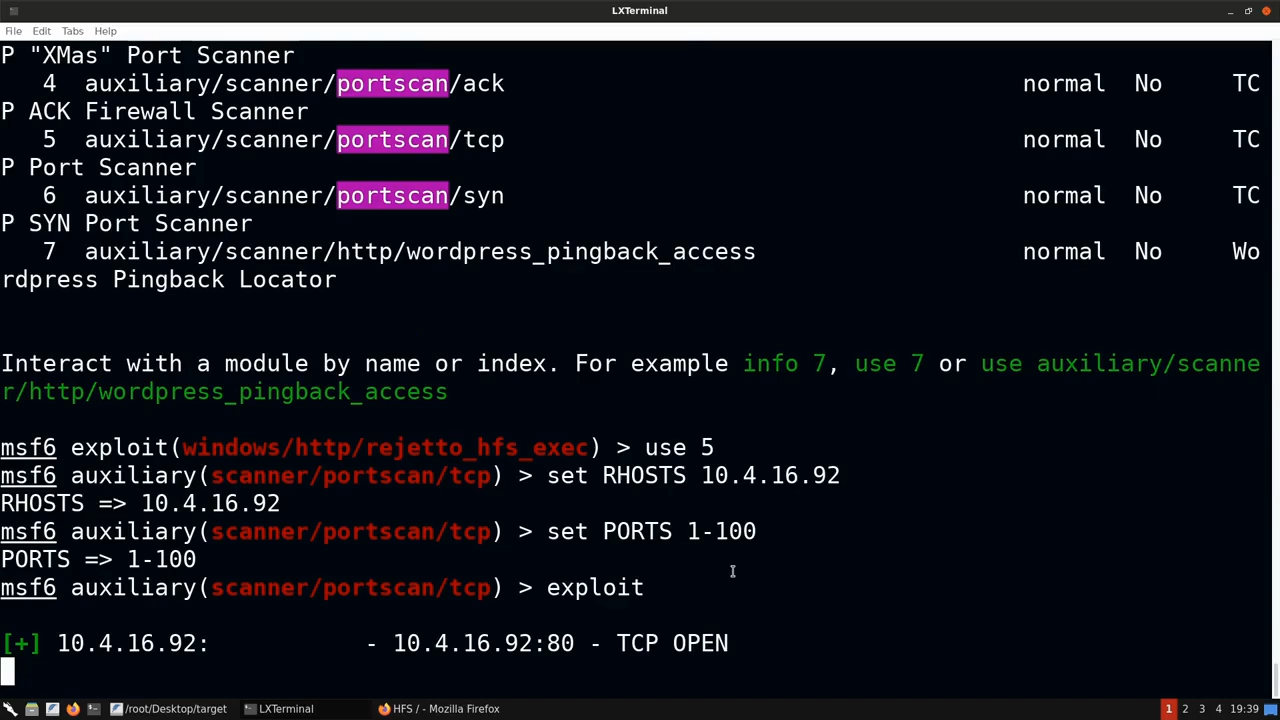 LXTerminal
File Edit Tabs Help
P "XMas" Port Scanner
4 auxiliary/scanner/portscan/ack normal No TC
P ACK Firewall Scanner
5 auxiliary/scanner/portscan/tcp normal No TC
P Port Scanner
6 auxiliary/scanner/portscan/syn normal No TC
P SYN Port Scanner
7 auxiliary/scanner/http/wordpress_pingback_access normal No Wo
rdpress Pingback Locator
Interact with a module by name or index. For example info 7, use 7 or use auxiliary/scanne
r/http/wordpress_pingback_access
msf6 exploit(windows/http/rejetto_hfs_exec) > use 5
msf6 auxiliary(scanner/portscan/tcp) > set RHOSTS 10.4.16.92
RHOSTS => 10.4.16.92
msf6 auxiliary(scanner/portscan/tcp) > set PORTS 1-100
PORTS => 1-100
msf6 auxiliary(scanner/portscan/tcp) > exploit
[+] 10.4.16.92: - 10.4.16.92:80 - TCP OPEN
/root/Desktop/target LXTerminal HFS / - Mozilla Firefox 1 2 3 4 19:39